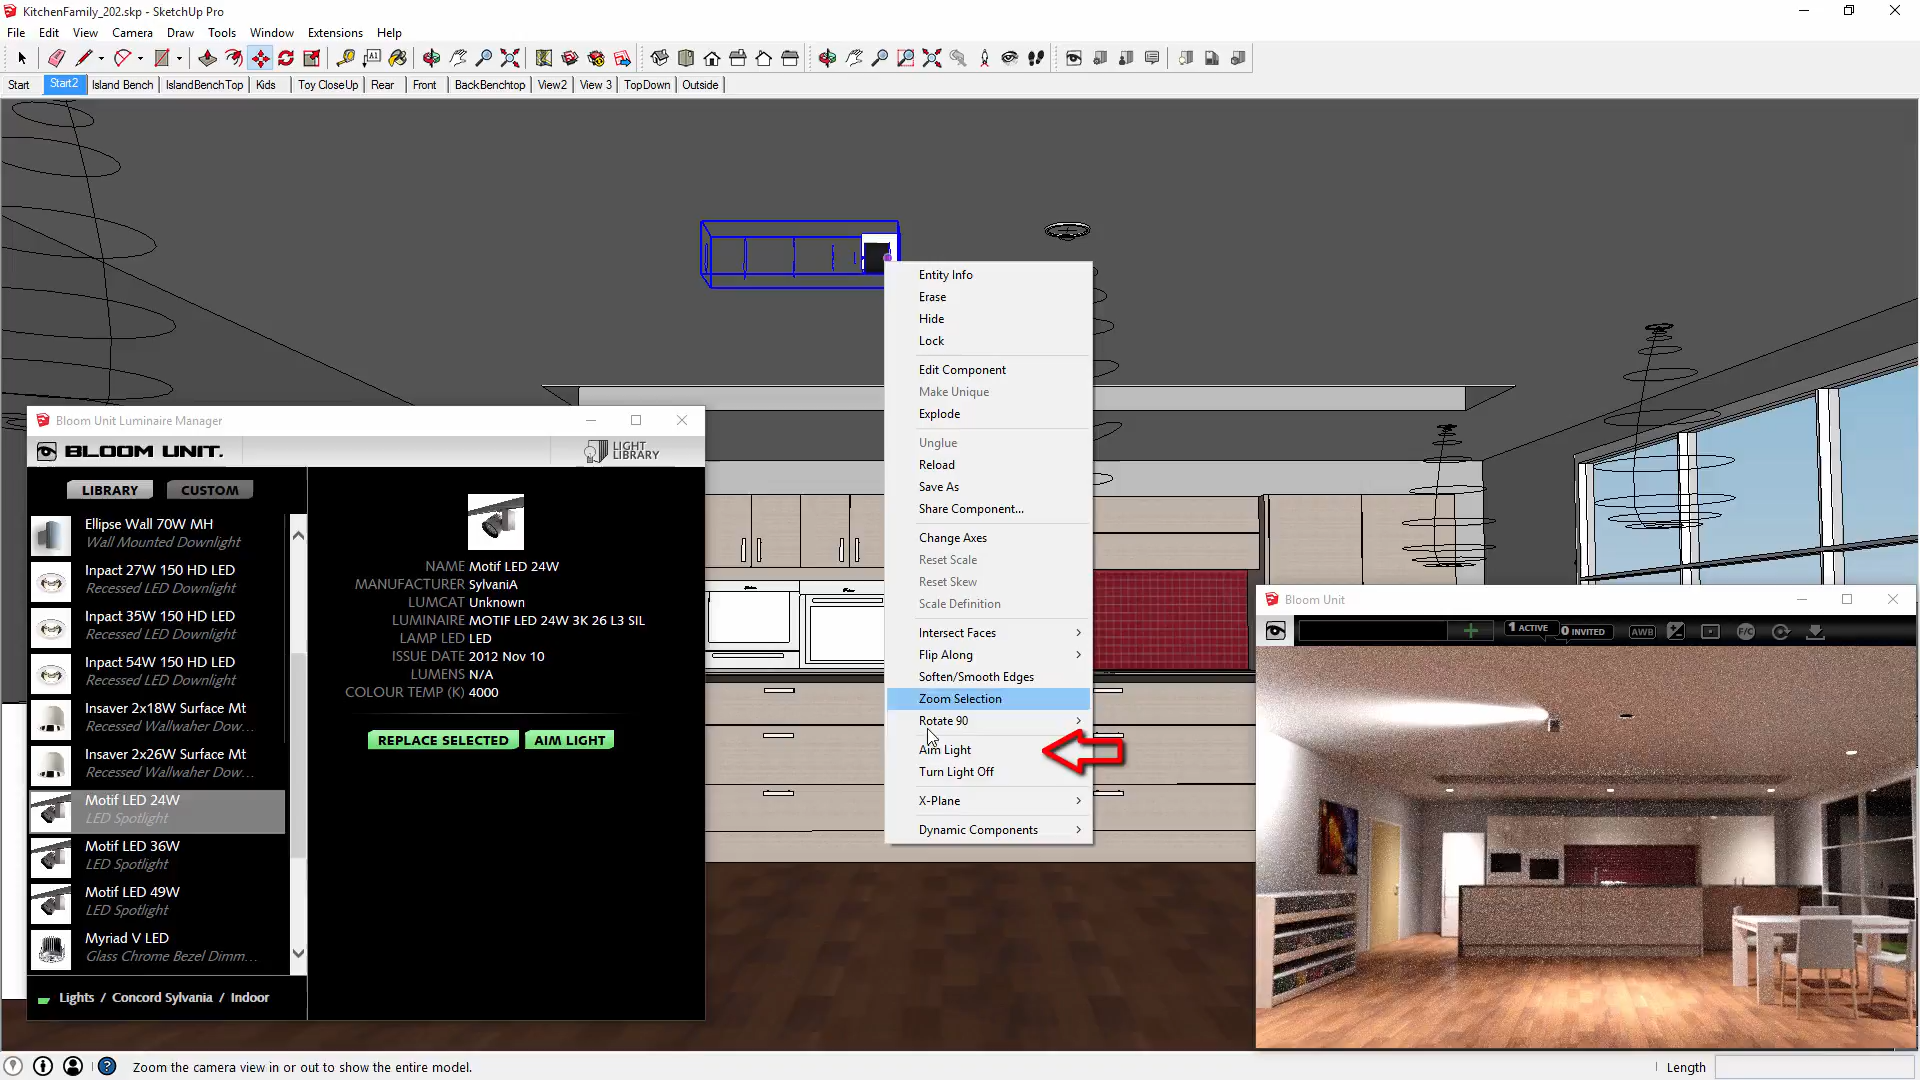 KitchenFamily_202.skp - SketchUp Pro
File Edit View Camera Draw Tools Window Extensions Help
Start Start2 Island Bench IslandBenchTop Kids Toy CloseUp Rear Front BackBenchtop View2 View 3 TopDown Outside
Entity Info
Erase
Hide
Lock
Edit Component
Make Unique
Explode
Unglue
Reload
Save As
Share Component...
Change Axes
Reset Scale
Reset Skew
Scale Definition
Intersect Faces
Flip Along
Soften/Smooth Edges
Zoom Selection
Rotate 90
Aim Light
Turn Light Off
X-Plane
Dynamic Components
Bloom Unit Luminaire Manager
BLOOM UNIT.
LIGHT
LIBRARY
LIBRARY CUSTOM
Ellipse Wall 70W MH
Wall Mounted Downlight
Inpact 27W 150 HD LED
Recessed LED Downlight
Inpact 35W 150 HD LED
Recessed LED Downlight
Inpact 54W 150 HD LED
Recessed LED Downlight
Insaver 2x18W Surface Mt
Recessed Wallwaher Dow...
Insaver 2x26W Surface Mt
Recessed Wallwaher Dow...
Motif LED 24W
LED Spotlight
Motif LED 36W
LED Spotlight
Motif LED 49W
LED Spotlight
Myriad V LED
Glass Chrome Bezel Dimm...
Lights / Concord Sylvania / Indoor
NAME Motif LED 24W
MANUFACTURER SylvaniA
LUMCAT Unknown
LUMINAIRE MOTIF LED 24W 3K 26 L3 SIL
LAMP LED LED
ISSUE DATE 2012 Nov 10
LUMENS N/A
COLOUR TEMP (K) 4000
REPLACE SELECTED AIM LIGHT
Bloom Unit
1 ACTIVE 0 INVITED AWB F/C
Zoom the camera view in or out to show the entire model.
Length